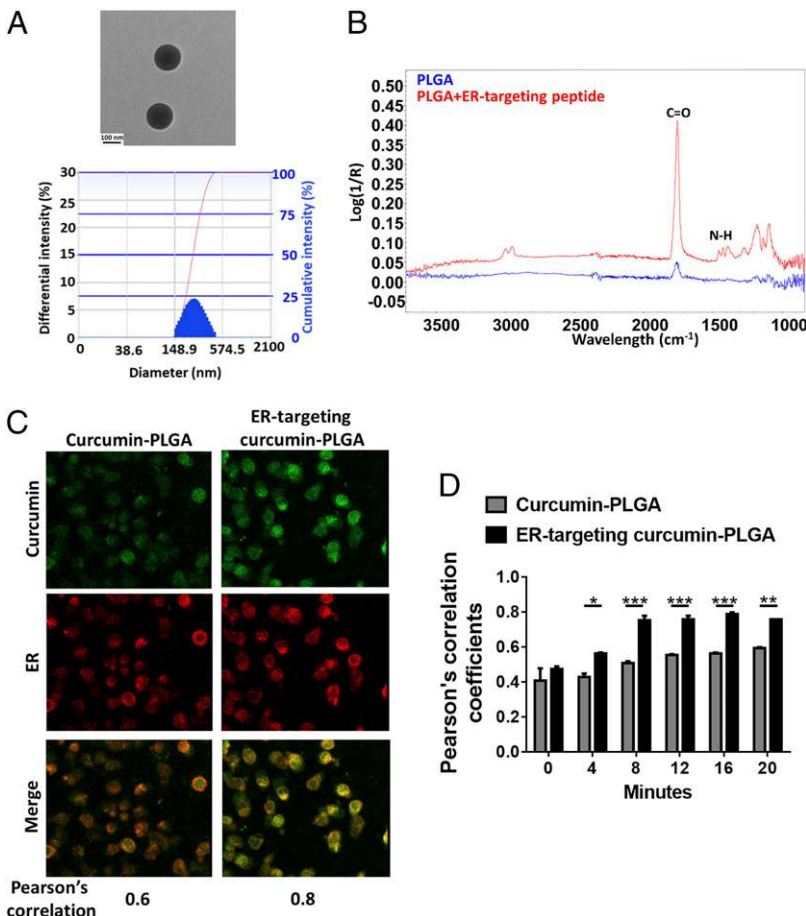 A
100 nm
30
25
20
15
10
5
0
Differential intensity (%)
100
75
50
25
0
Cumulative intensity (%)
0 38.6 148.9 574.5 2100
Diameter (nm)
B
PLGA
PLGA+ER-targeting peptide
C=O
N-H
0.50
0.45
0.40
0.35
0.30
0.25
0.20
0.15
0.10
0.05
0.00
-0.05
Log(1/R)
3500 3000 2500 2000 1500 1000
Wavelength (cm⁻¹)
C
Curcumin-PLGA
ER-targeting
curcumin-PLGA
Curcumin
ER
Merge
Pearson's
correlation
0.6 0.8
D
Curcumin-PLGA
ER-targeting curcumin-PLGA
* *** *** *** **
1.0
0.8
0.6
0.4
0.2
0.0
Pearson's correlation
coefficients
0 4 8 12 16 20
Minutes